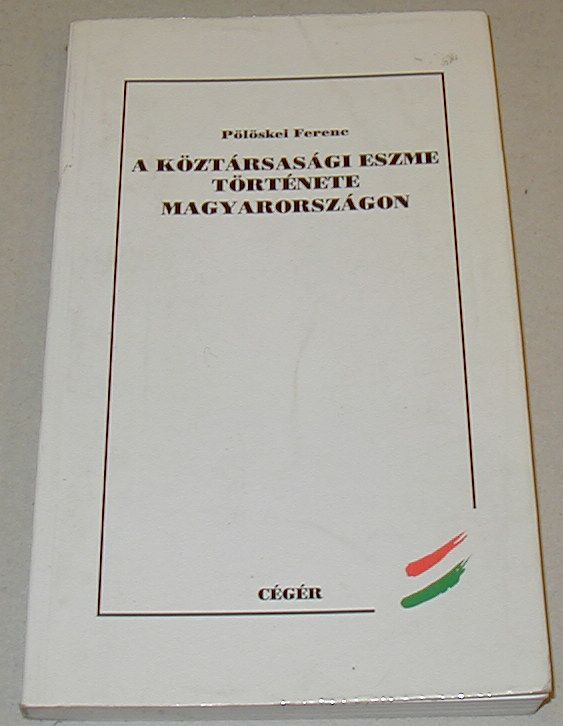 Pölöskei Ferenc
A KÖZTÁRSASÁGI ESZME
TÖRTÉNETE
MAGYARORSZÁGON
CÉGÉR